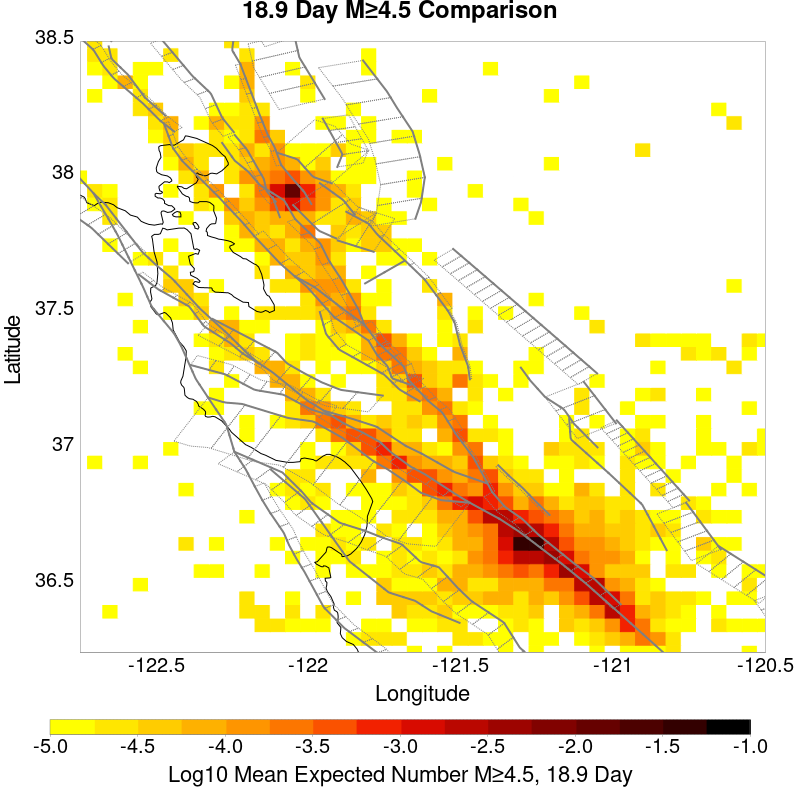 18.9 Day M≥4.5 Comparison
38.5
38
37.5
37
36.5
Latitude
-122.5 -122 -121.5 -121 -120.5
Longitude
-5.0 -4.5 -4.0 -3.5 -3.0 -2.5 -2.0 -1.5 -1.0
Log10 Mean Expected Number M≥4.5, 18.9 Day